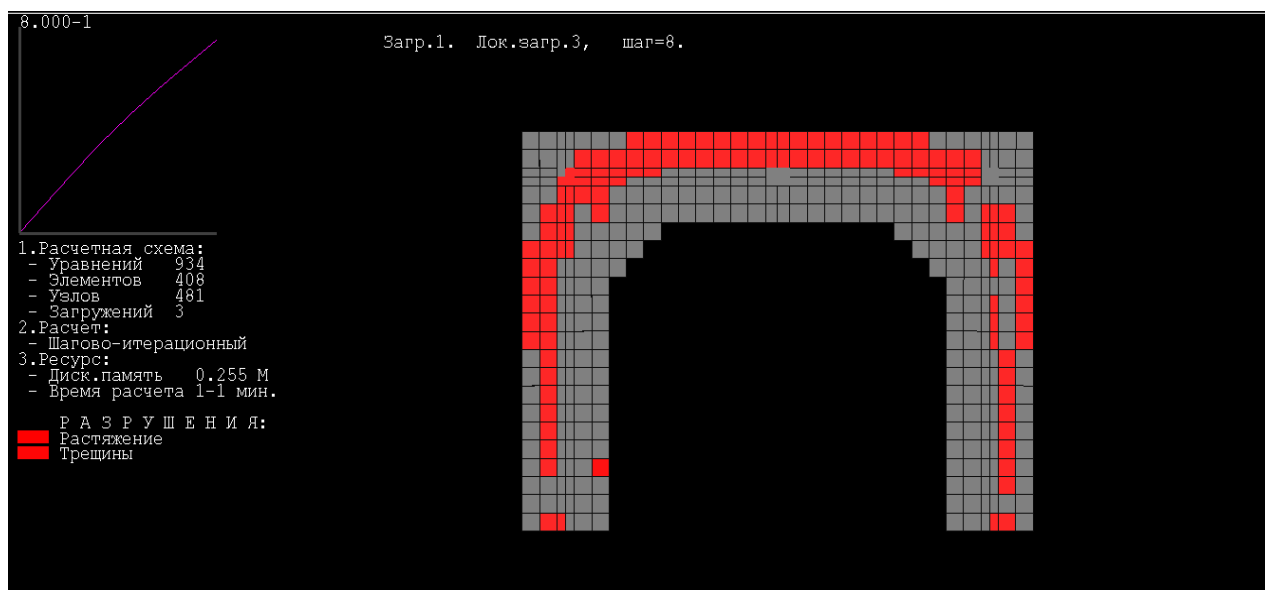 8.000-1
Загр.1. Лок.загр.3, шаг=8.
1.Расчетная схема:
- Уравнений 934
- Элементов 408
- Узлов 481
- Загружений 3
2.Расчет:
- Шагово-итерационный
3.Ресурс:
- Диск.память 0.255 М
- Время расчета 1-1 мин.
Р А З Р У Ш Е Н И Я:
Растяжение
Трещины